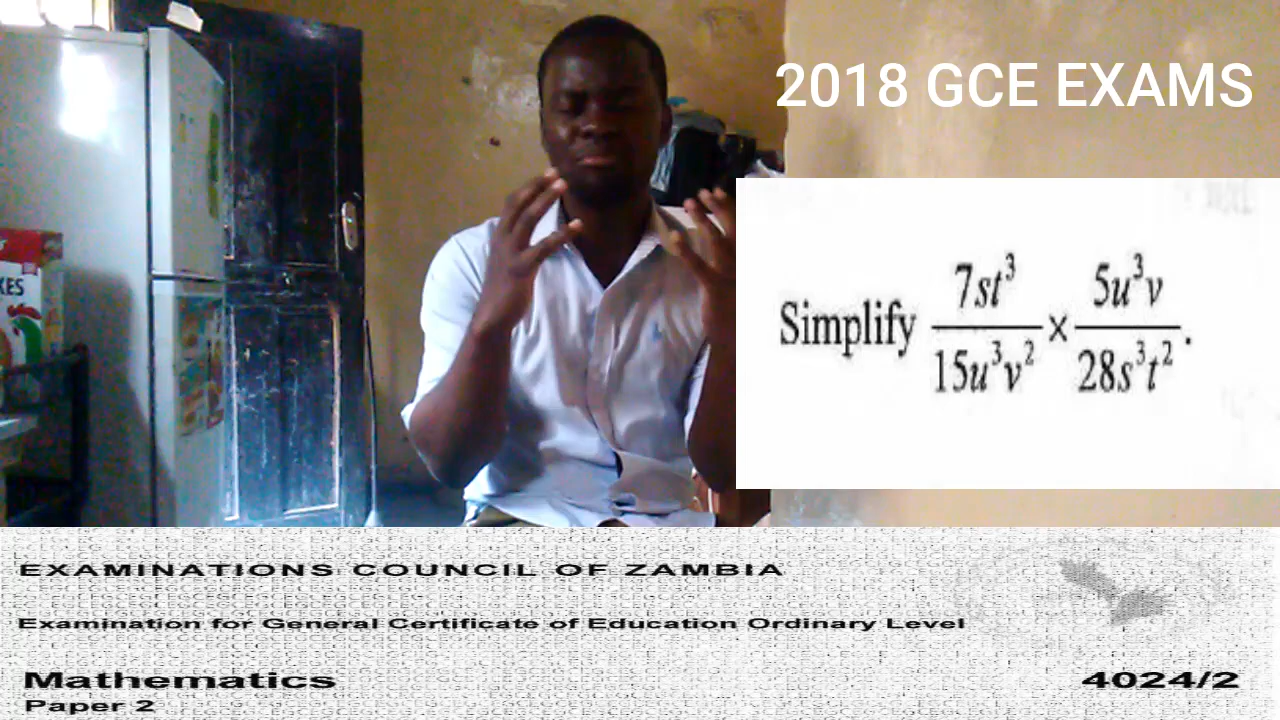 2018 GCE EXAMS
KES
Simplify 7st³/15u³v² × 5u³v/28s³t².
EXAMINATIONS COUNCIL OF ZAMBIA
Examination for General Certificate of Education Ordinary Level
Mathematics
4024/2
Paper 2